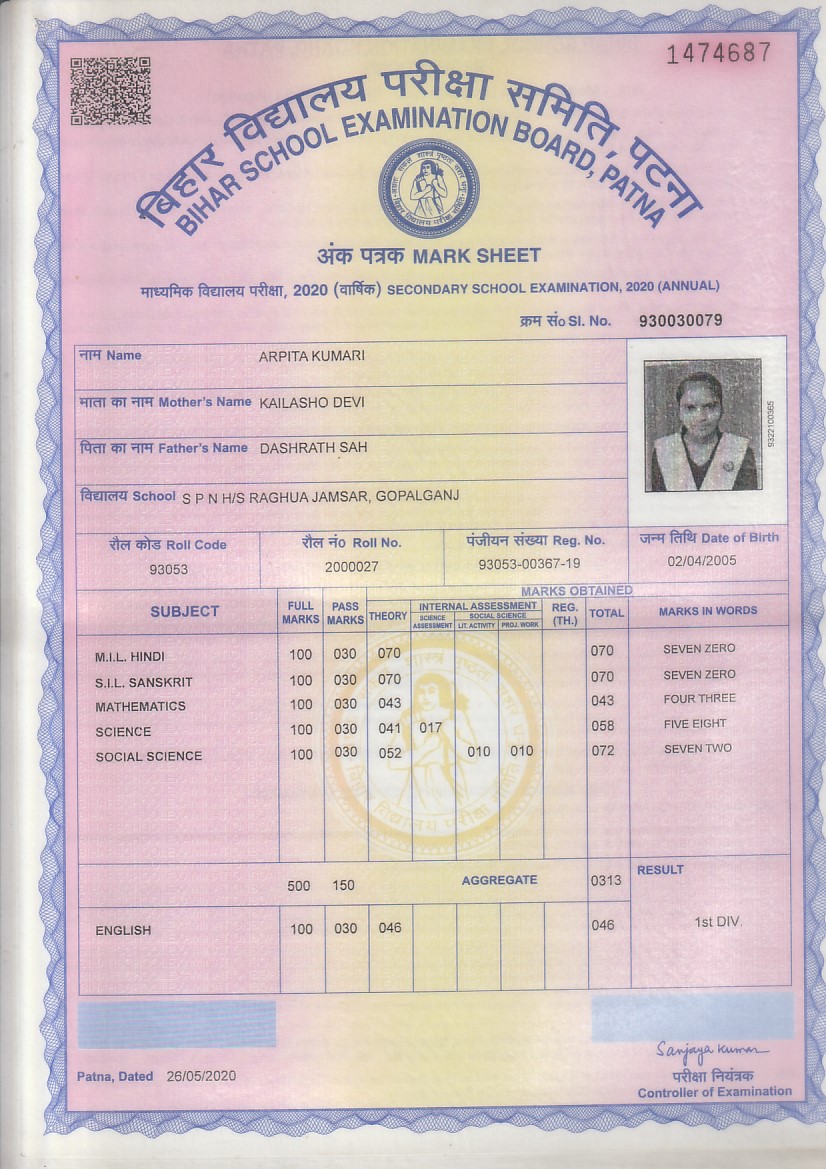 1474687
बिहार विद्यालय परीक्षा समिति, पटना
BIHAR SCHOOL EXAMINATION BOARD, PATNA
अंक पत्रक MARK SHEET
माध्यमिक विद्यालय परीक्षा, 2020 (वार्षिक) SECONDARY SCHOOL EXAMINATION, 2020 (ANNUAL)
क्रम सं० Sl. No. 930030079
नाम Name ARPITA KUMARI
माता का नाम Mother's Name KAILASHO DEVI
पिता का नाम Father's Name DASHRATH SAH
विद्यालय School S P N H/S RAGHUA JAMSAR, GOPALGANJ
9322100365
रौल कोड Roll Code रौल नं० Roll No. पंजीयन संख्या Reg. No. जन्म तिथि Date of Birth
93053 2000027 93053-00367-19 02/04/2005
MARKS OBTAINED
SUBJECT FULL MARKS PASS MARKS THEORY INTERNAL ASSESSMENT REG. (TH.) TOTAL MARKS IN WORDS
SCIENCE ASSESSMENT SOCIAL SCIENCE
LIT. ACTIVITY PROJ. WORK
M.I.L. HINDI 100 030 070 070 SEVEN ZERO
S.I.L. SANSKRIT 100 030 070 070 SEVEN ZERO
MATHEMATICS 100 030 043 043 FOUR THREE
SCIENCE 100 030 041 017 058 FIVE EIGHT
SOCIAL SCIENCE 100 030 052 010 010 072 SEVEN TWO
500 150 AGGREGATE 0313 RESULT
ENGLISH 100 030 046 046 1st DIV.
Sanjaya Kumar
Patna, Dated 26/05/2020
परीक्षा नियंत्रक
Controller of Examination